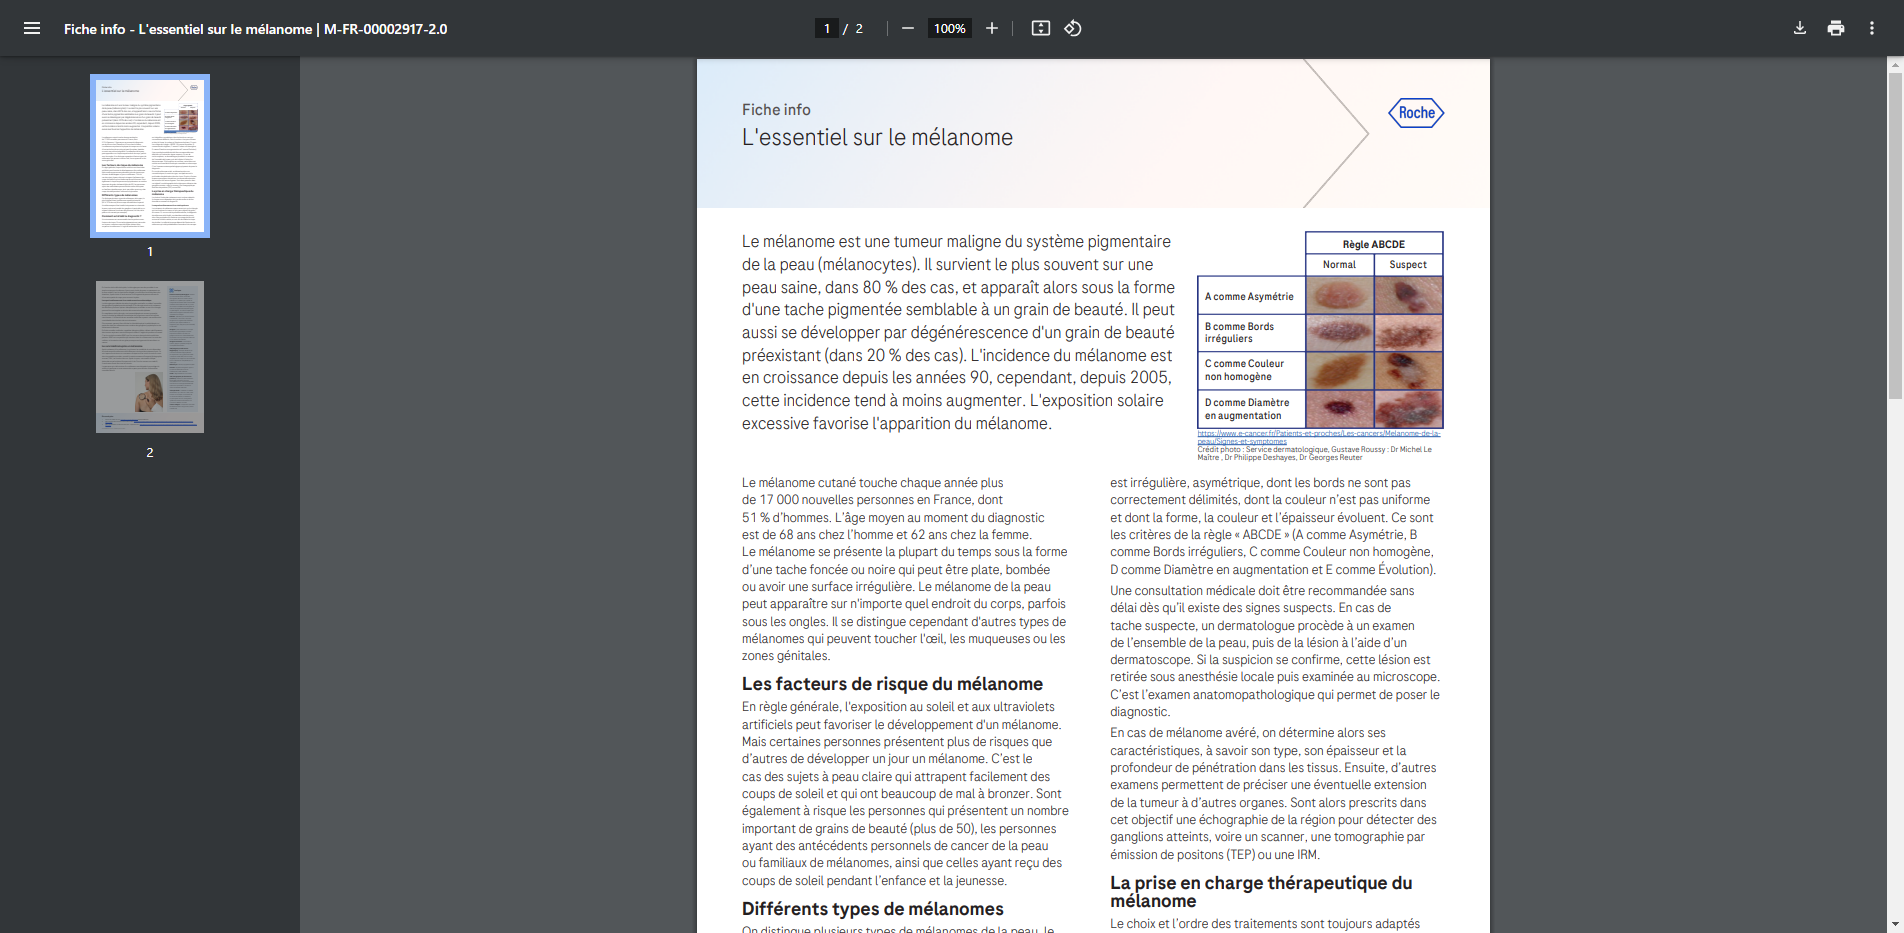 Fiche info - L'essentiel sur le mélanome | M-FR-00002917-2.0
1 / 2
100%
1
2
Fiche info
L'essentiel sur le mélanome
Roche
Le mélanome est une tumeur maligne du système pigmentaire
de la peau (mélanocytes). Il survient le plus souvent sur une
peau saine, dans 80 % des cas, et apparaît alors sous la forme
d'une tache pigmentée semblable à un grain de beauté. Il peut
aussi se développer par dégénérescence d'un grain de beauté
préexistant (dans 20 % des cas). L'incidence du mélanome est
en croissance depuis les années 90, cependant, depuis 2005,
cette incidence tend à moins augmenter. L'exposition solaire
excessive favorise l'apparition du mélanome.
Règle ABCDE
Normal Suspect
A comme Asymétrie
B comme Bords
irréguliers
C comme Couleur
non homogène
D comme Diamètre
en augmentation
https://www.e-cancer.fr/Patients-et-proches/Les-cancers/Melanome-de-la-
peau/Signes-et-symptomes
Crédit photo : Service dermatologique, Gustave Roussy : Dr Michel Le
Maître , Dr Philippe Deshayes, Dr Georges Reuter
Le mélanome cutané touche chaque année plus
de 17 000 nouvelles personnes en France, dont
51 % d’hommes. L’âge moyen au moment du diagnostic
est de 68 ans chez l’homme et 62 ans chez la femme.
Le mélanome se présente la plupart du temps sous la forme
d’une tache foncée ou noire qui peut être plate, bombée
ou avoir une surface irrégulière. Le mélanome de la peau
peut apparaître sur n'importe quel endroit du corps, parfois
sous les ongles. Il se distingue cependant d'autres types de
mélanomes qui peuvent toucher l'œil, les muqueuses ou les
zones génitales.
Les facteurs de risque du mélanome
En règle générale, l'exposition au soleil et aux ultraviolets
artificiels peut favoriser le développement d'un mélanome.
Mais certaines personnes présentent plus de risques que
d’autres de développer un jour un mélanome. C’est le
cas des sujets à peau claire qui attrapent facilement des
coups de soleil et qui ont beaucoup de mal à bronzer. Sont
également à risque les personnes qui présentent un nombre
important de grains de beauté (plus de 50), les personnes
ayant des antécédents personnels de cancer de la peau
ou familiaux de mélanomes, ainsi que celles ayant reçu des
coups de soleil pendant l’enfance et la jeunesse.
Différents types de mélanomes
On distingue plusieurs types de mélanomes de la peau, le
est irrégulière, asymétrique, dont les bords ne sont pas
correctement délimités, dont la couleur n’est pas uniforme
et dont la forme, la couleur et l’épaisseur évoluent. Ce sont
les critères de la règle « ABCDE » (A comme Asymétrie, B
comme Bords irréguliers, C comme Couleur non homogène,
D comme Diamètre en augmentation et E comme Évolution).
Une consultation médicale doit être recommandée sans
délai dès qu’il existe des signes suspects. En cas de
tache suspecte, un dermatologue procède à un examen
de l’ensemble de la peau, puis de la lésion à l’aide d’un
dermatoscope. Si la suspicion se confirme, cette lésion est
retirée sous anesthésie locale puis examinée au microscope.
C’est l’examen anatomopathologique qui permet de poser le
diagnostic.
En cas de mélanome avéré, on détermine alors ses
caractéristiques, à savoir son type, son épaisseur et la
profondeur de pénétration dans les tissus. Ensuite, d’autres
examens permettent de préciser une éventuelle extension
de la tumeur à d’autres organes. Sont alors prescrits dans
cet objectif une échographie de la région pour détecter des
ganglions atteints, voire un scanner, une tomographie par
émission de positons (TEP) ou une IRM.
La prise en charge thérapeutique du
mélanome
Le choix et l’ordre des traitements sont toujours adaptés